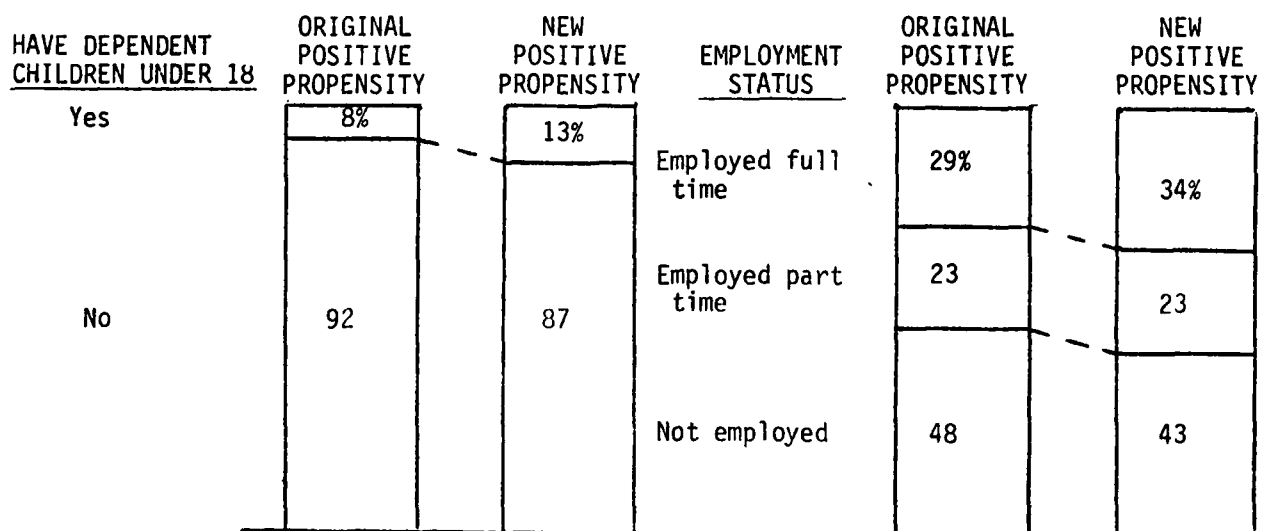 HAVE DEPENDENT
CHILDREN UNDER 18
ORIGINAL
POSITIVE
PROPENSITY
NEW
POSITIVE
PROPENSITY
Yes
8%
13%
No
92
87
EMPLOYMENT
STATUS
ORIGINAL
POSITIVE
PROPENSITY
NEW
POSITIVE
PROPENSITY
Employed full
time
29%
34%
Employed part
time
23
23
Not employed
48
43